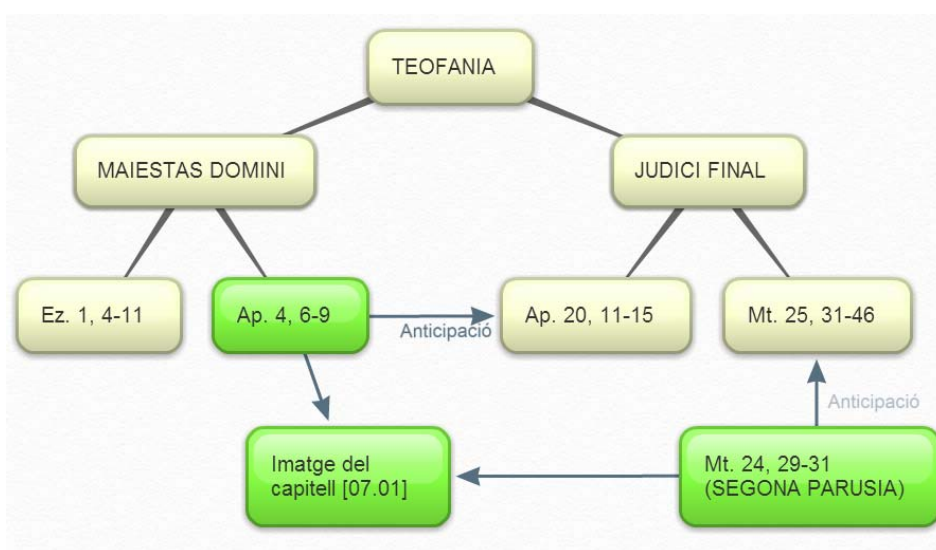 TEOFANIA
MAIESTAS DOMINI
JUDICI FINAL
Ez. 1, 4-11
Ap. 4, 6-9
Anticipació
Ap. 20, 11-15
Mt. 25, 31-46
Anticipació
Imatge del
capitell [07.01]
Mt. 24, 29-31
(SEGONA PARUSIA)